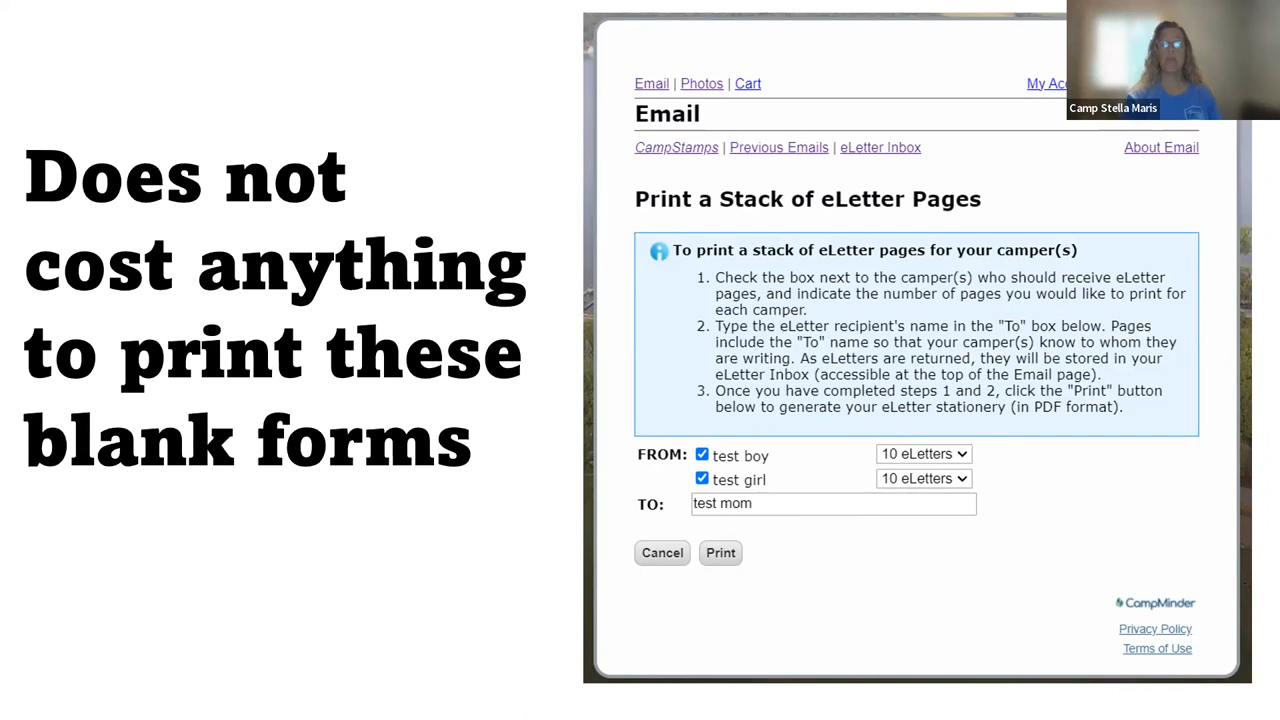 Does not
cost anything
to print these
blank forms
Email | Photos | Cart
My Acc
Camp Stella Maris
Email
CampStamps | Previous Emails | eLetter Inbox
About Email
Print a Stack of eLetter Pages
To print a stack of eLetter pages for your camper(s)
1. Check the box next to the camper(s) who should receive eLetter
pages, and indicate the number of pages you would like to print for
each camper.
2. Type the eLetter recipient's name in the "To" box below. Pages
include the "To" name so that your camper(s) know to whom they
are writing. As eLetters are returned, they will be stored in your
eLetter Inbox (accessible at the top of the Email page).
3. Once you have completed steps 1 and 2, click the "Print" button
below to generate your eLetter stationery (in PDF format).
FROM: test boy 10 eLetters
test girl 10 eLetters
TO: test mom
Cancel Print
CampMinder
Privacy Policy
Terms of Use